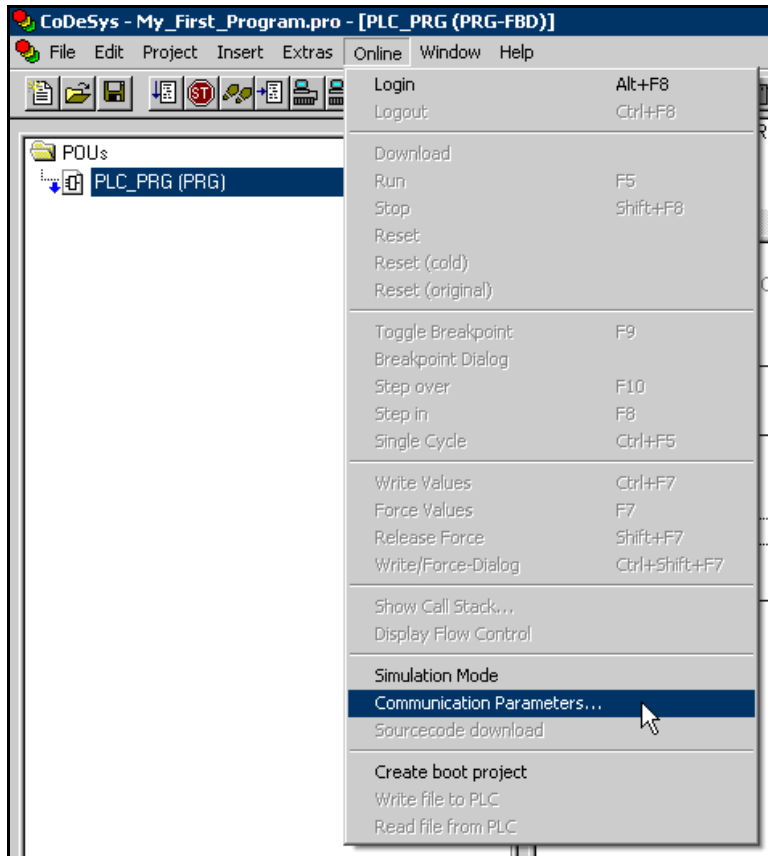 CoDeSys - My_First_Program.pro - [PLC_PRG (PRG-FBD)]
File Edit Project Insert Extras Online Window Help
ST
POUs
PLC_PRG (PRG)
Login Alt+F8
Logout Ctrl+F8
Download
Run F5
Stop Shift+F8
Reset
Reset (cold)
Reset (original)
Toggle Breakpoint F9
Breakpoint Dialog
Step over F10
Step in F8
Single Cycle Ctrl+F5
Write Values Ctrl+F7
Force Values F7
Release Force Shift+F7
Write/Force-Dialog Ctrl+Shift+F7
Show Call Stack...
Display Flow Control
Simulation Mode
Communication Parameters...
Sourcecode download
Create boot project
Write file to PLC
Read file from PLC